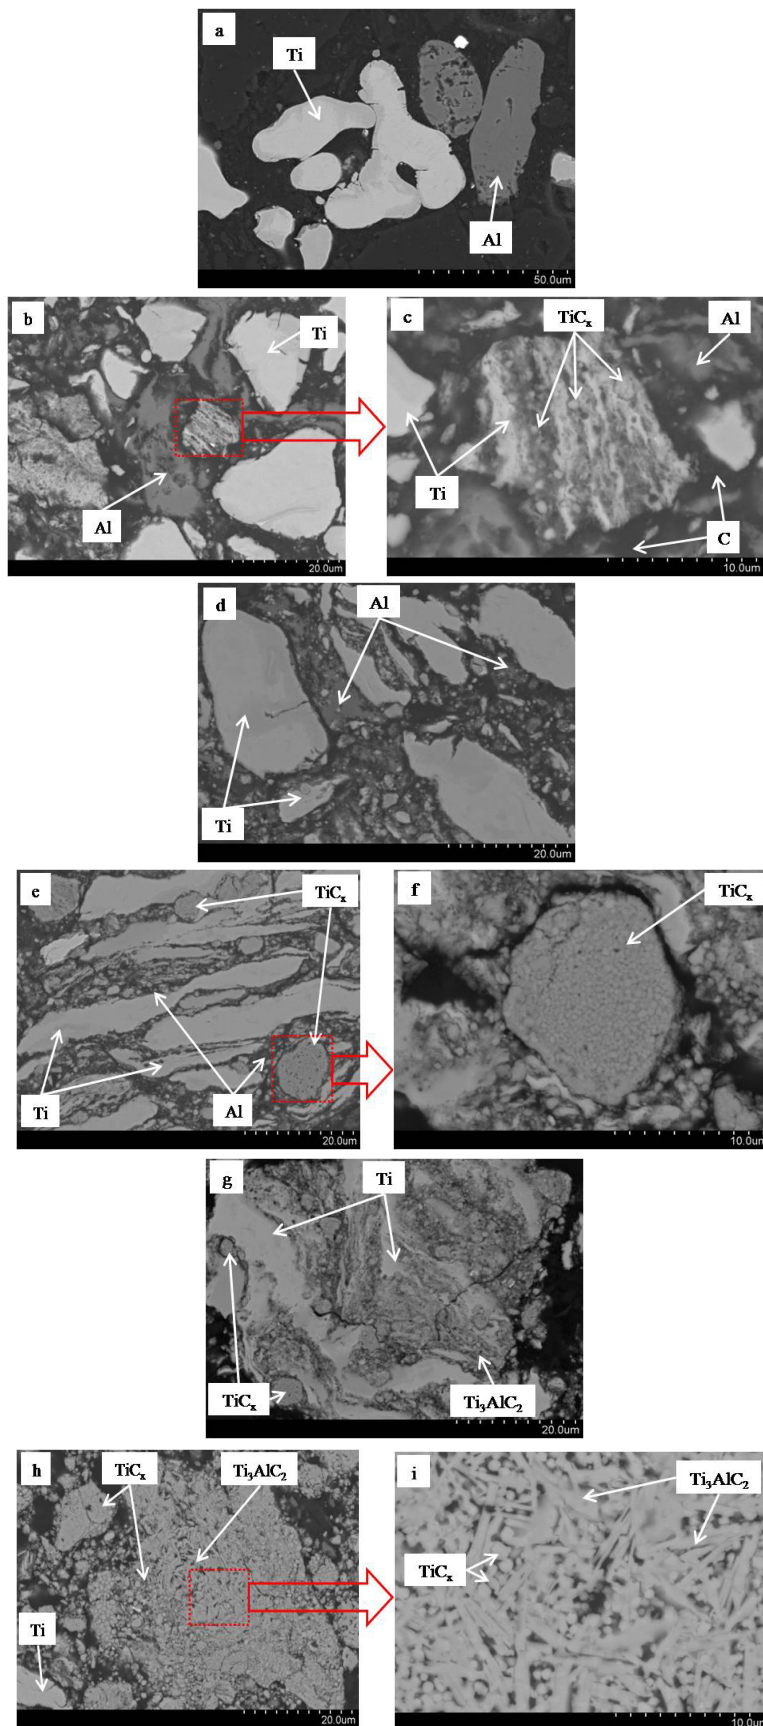 a
Ti
Al
50.0um
b
Ti
Al
20.0um
c
TiCₓ
Al
Ti
C
10.0um
d
Al
Ti
20.0um
e
TiCₓ
Ti
Al
20.0um
f
TiCₓ
10.0um
g
Ti
TiCₓ
Ti₃AlC₂
20.0um
h
TiCₓ
Ti₃AlC₂
Ti
20.0um
i
Ti₃AlC₂
TiCₓ
10.0um